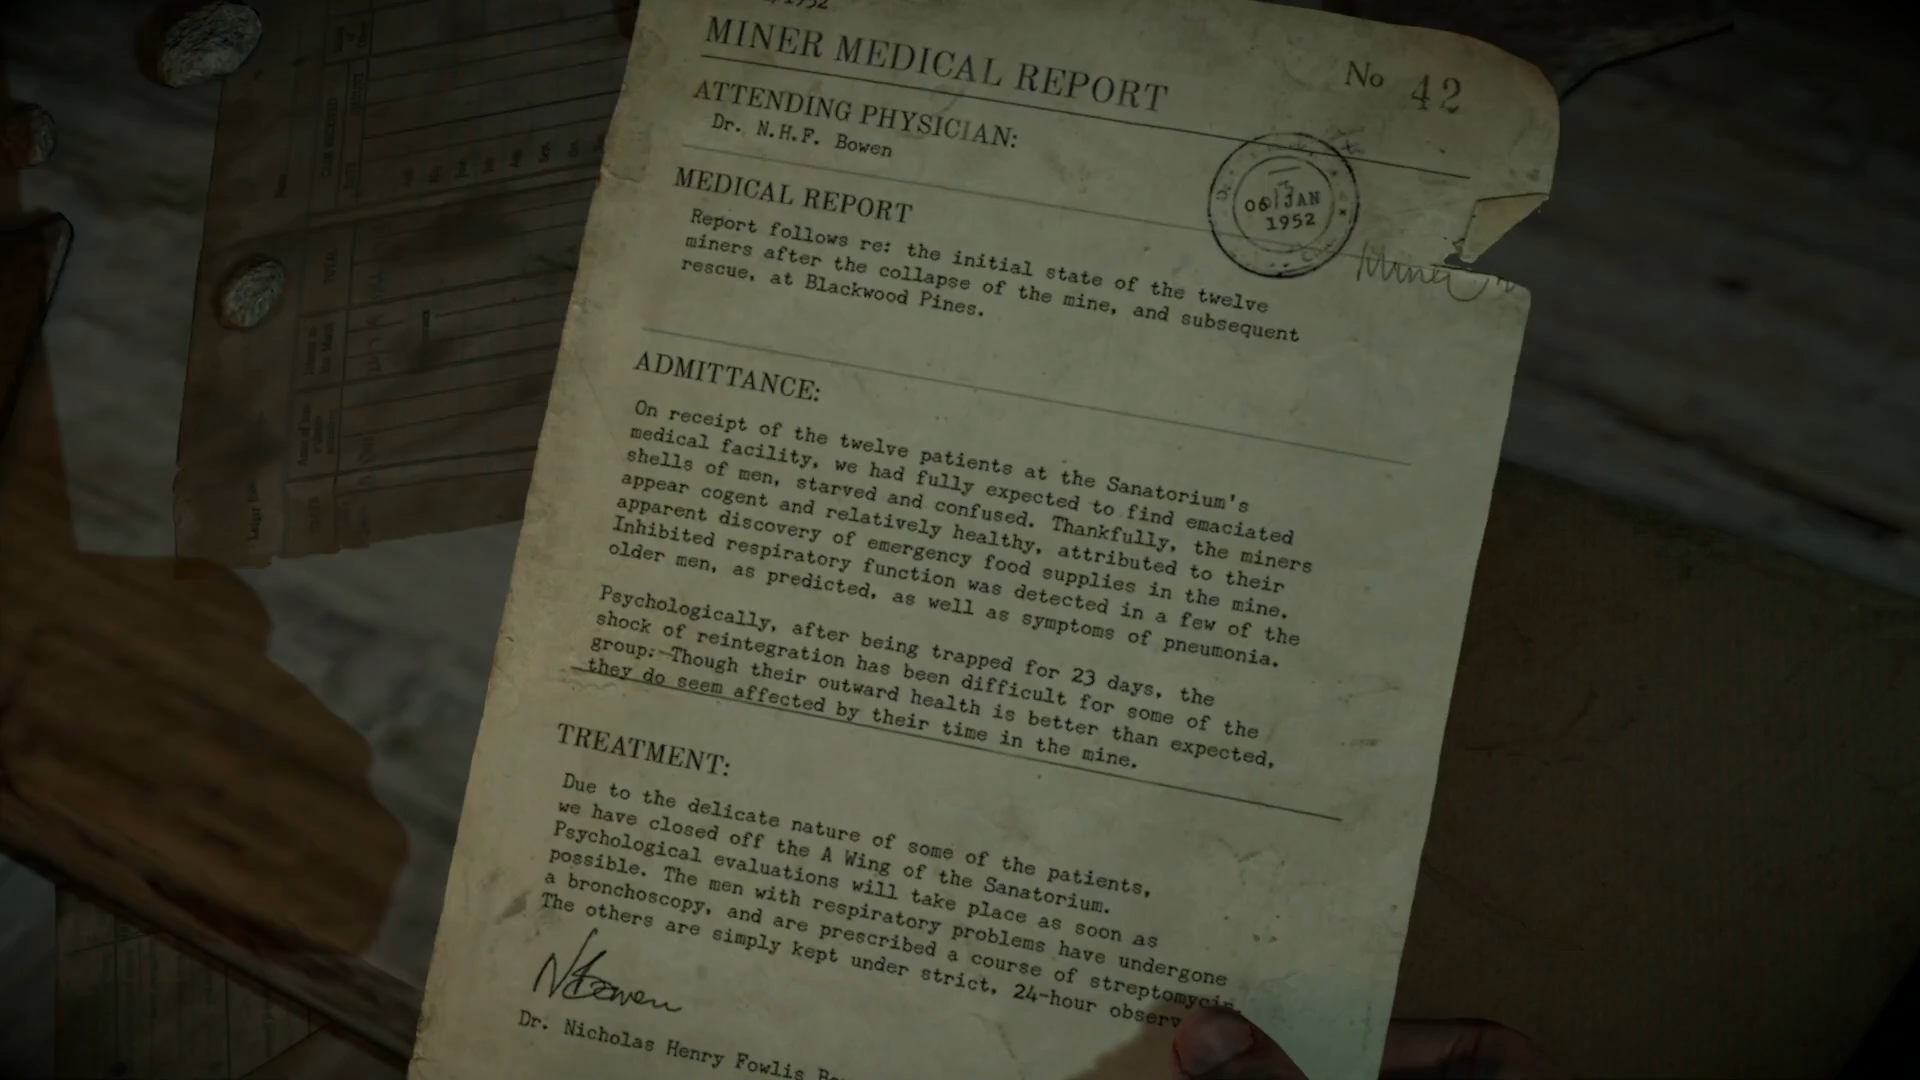 MINER MEDICAL REPORT
No 42
ATTENDING PHYSICIAN:
Dr. N.H.F. Bowen
06 JAN
1952
MEDICAL REPORT
Report follows re: the initial state of the twelve
miners after the collapse of the mine, and subsequent
rescue, at Blackwood Pines.
Miner
ADMITTANCE:
On receipt of the twelve patients at the Sanatorium's
medical facility, we had fully expected to find emaciated
shells of men, starved and confused. Thankfully, the miners
appear cogent and relatively healthy, attributed to their
apparent discovery of emergency food supplies in the mine.
Inhibited respiratory function was detected in a few of the
older men, as predicted, as well as symptoms of pneumonia.
Psychologically, after being trapped for 23 days, the
shock of reintegration has been difficult for some of the
group: Though their outward health is better than expected,
they do seem affected by their time in the mine.
TREATMENT:
Due to the delicate nature of some of the patients,
we have closed off the A Wing of the Sanatorium.
Psychological evaluations will take place as soon as
possible. The men with respiratory problems have undergone
a bronchoscopy, and are prescribed a course of streptomycin.
The others are simply kept under strict, 24-hour observ
NBowen
Dr. Nicholas Henry Fowlis
TOTAL